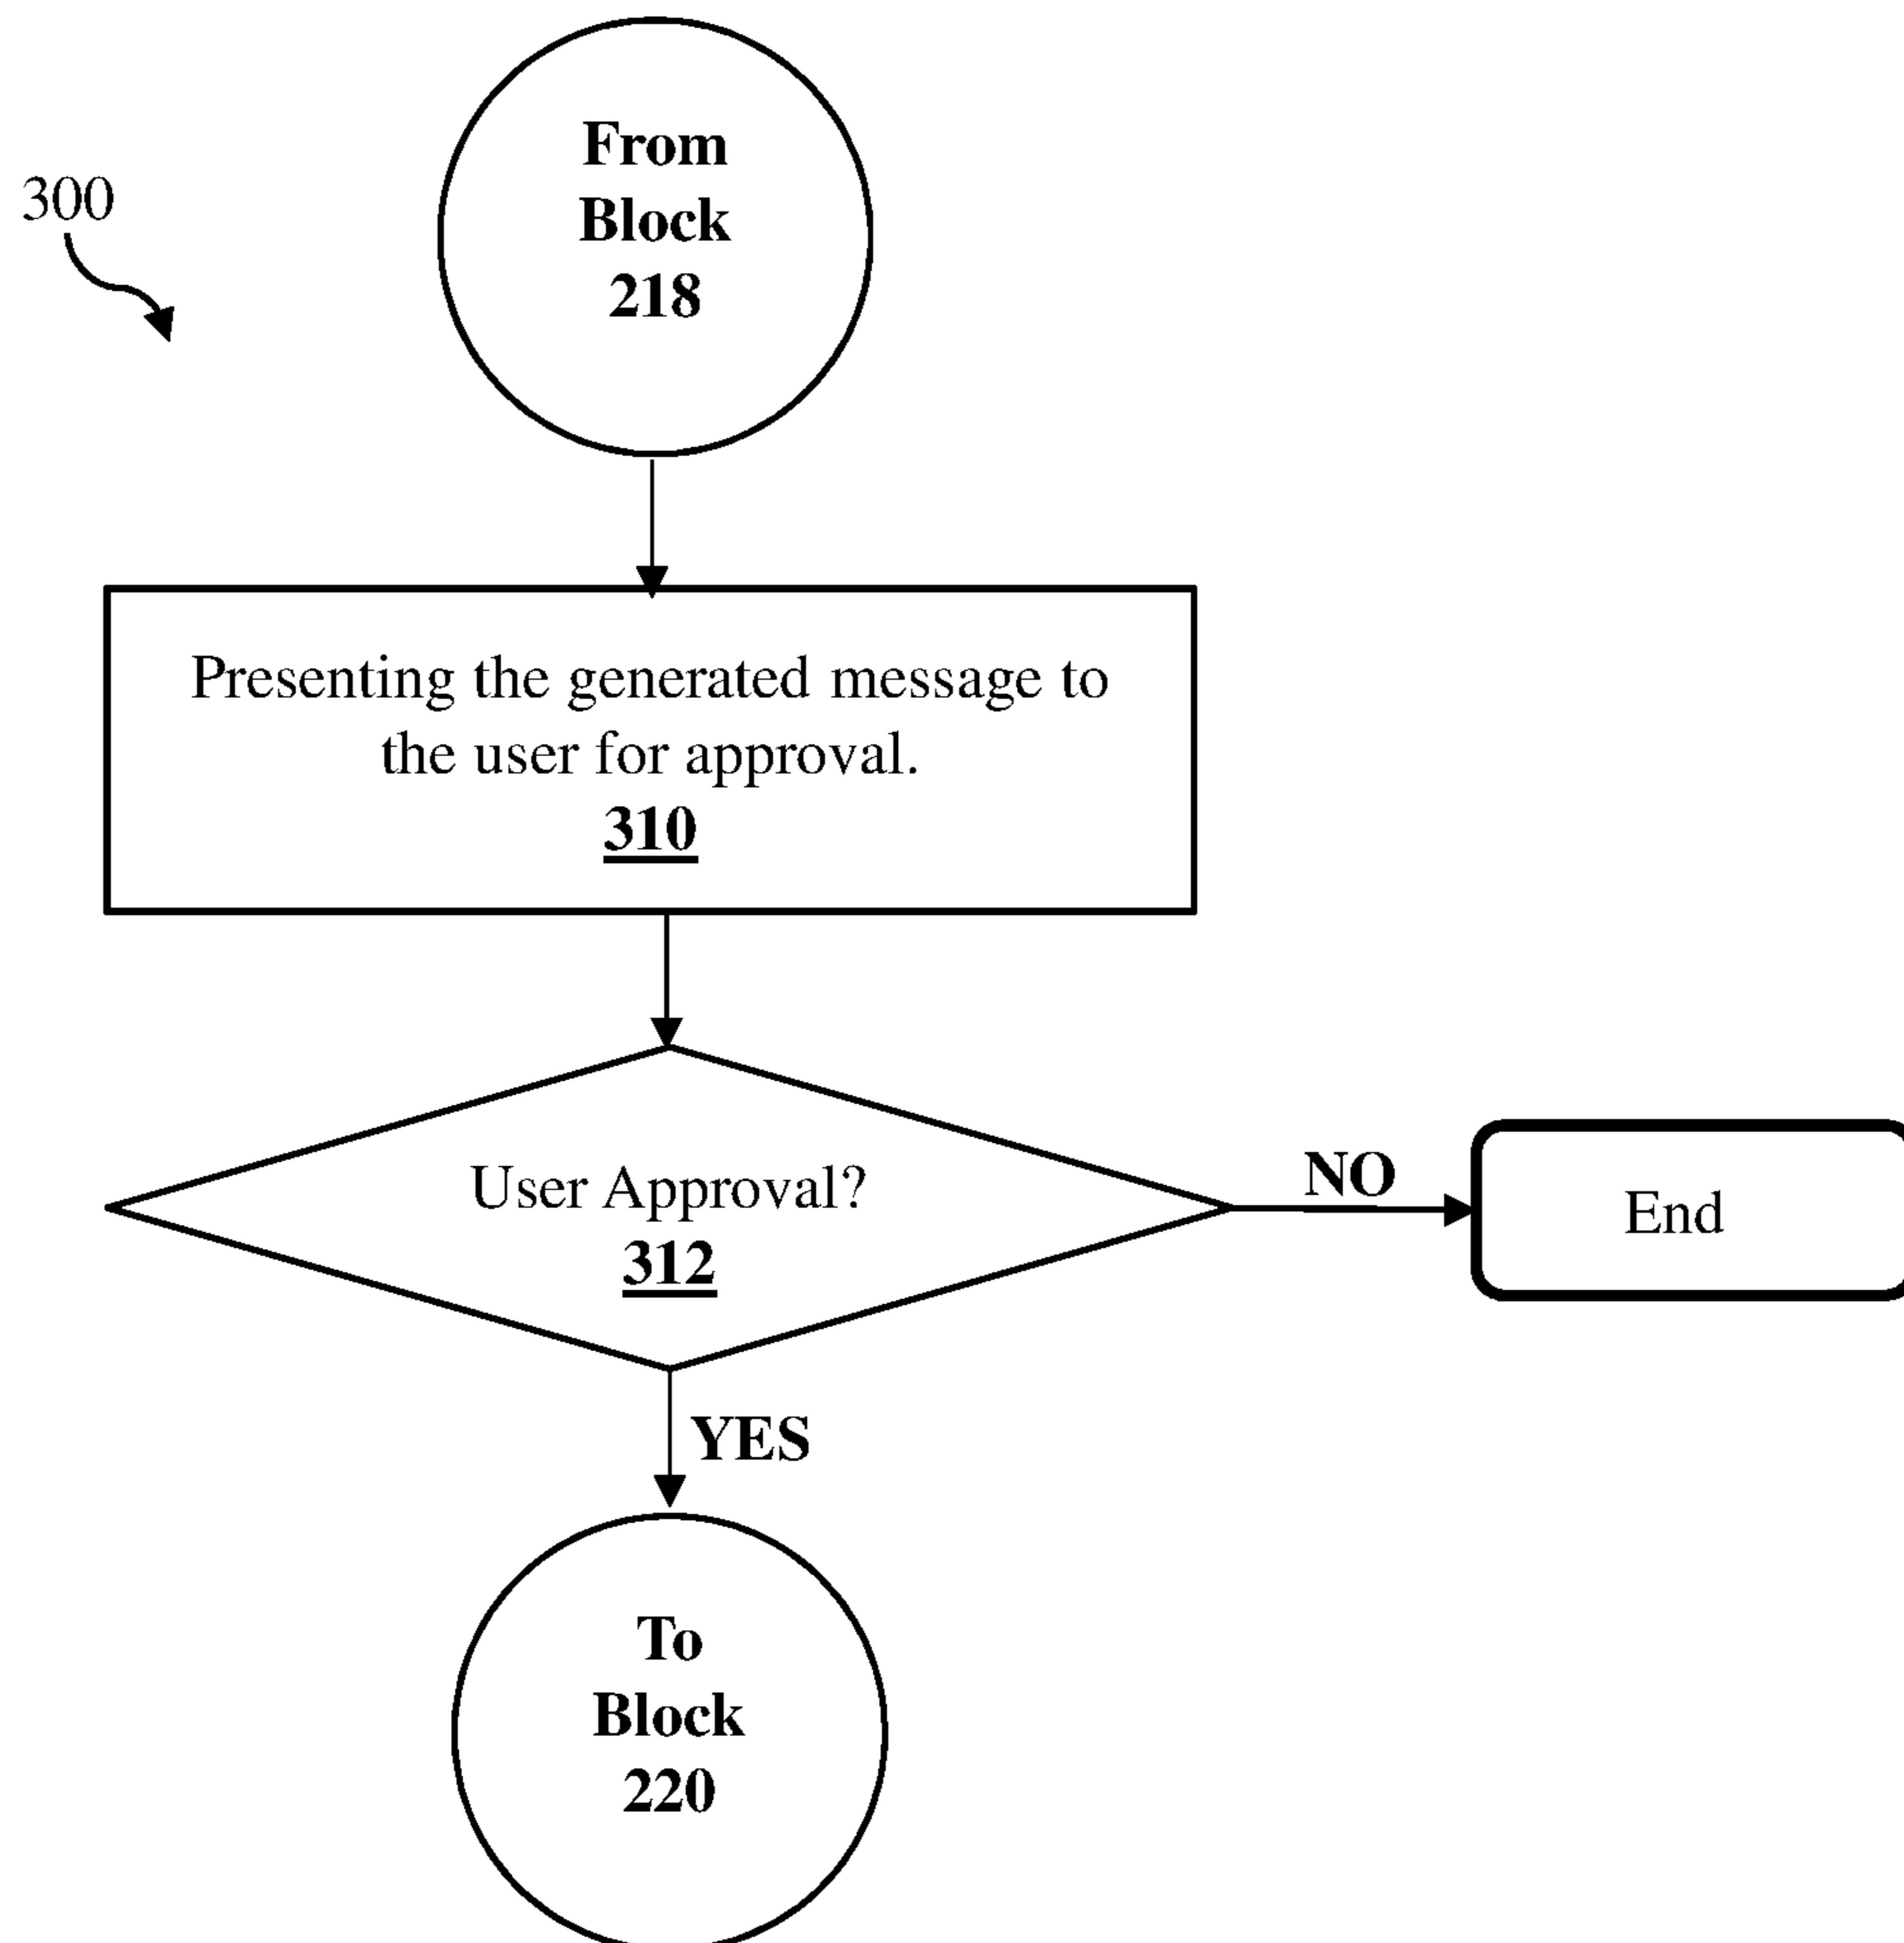 300
From
Block
218
Presenting the generated message to
the user for approval.
310
User Approval?
312
NO
End
YES
To
Block
220